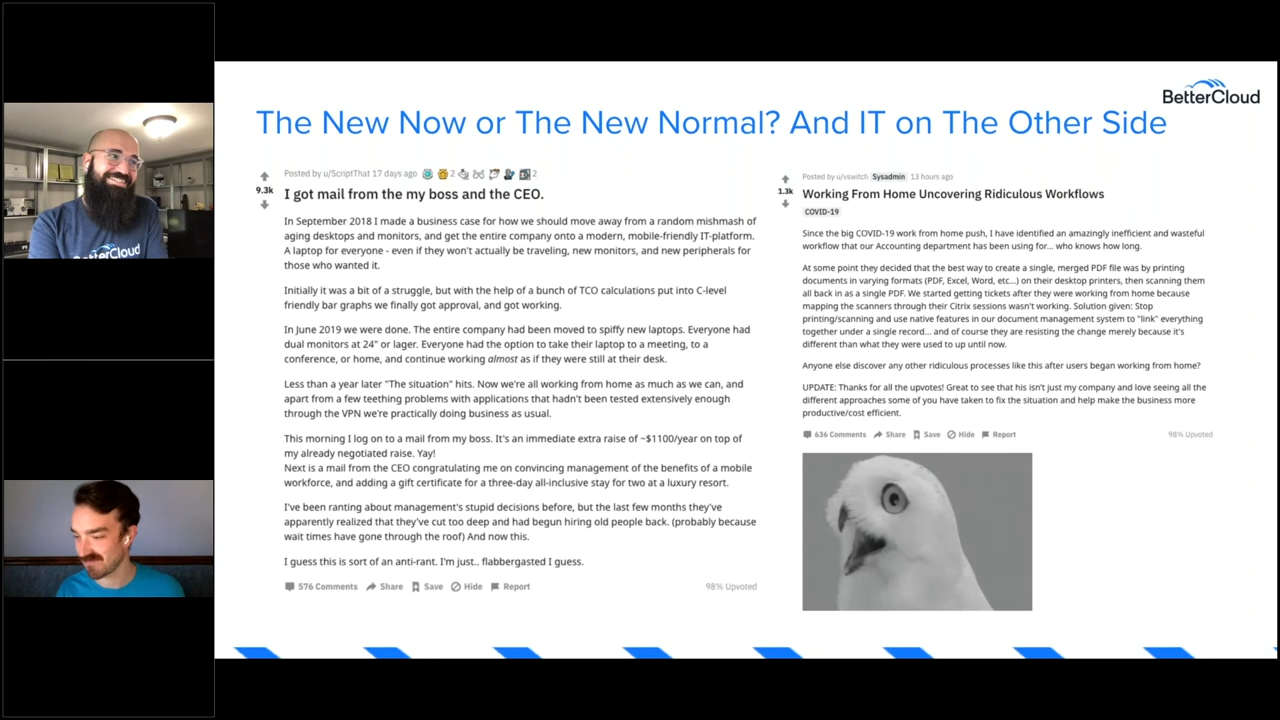 BetterCloud
The New Now or The New Normal? And IT on The Other Side
Posted by u/ScriptThat 17 days ago 2 2
9.3k
I got mail from the my boss and the CEO.
In September 2018 I made a business case for how we should move away from a random mishmash of
aging desktops and monitors, and get the entire company onto a modern, mobile-friendly IT-platform.
A laptop for everyone - even if they won't actually be traveling, new monitors, and new peripherals for
those who wanted it.
Initially it was a bit of a struggle, but with the help of a bunch of TCO calculations put into C-level
friendly bar graphs we finally got approval, and got working.
In June 2019 we were done. The entire company had been moved to spiffy new laptops. Everyone had
dual monitors at 24" or lager. Everyone had the option to take their laptop to a meeting, to a
conference, or home, and continue working almost as if they were still at their desk.
Less than a year later "The situation" hits. Now we're all working from home as much as we can, and
apart from a few teething problems with applications that hadn't been tested extensively enough
through the VPN we're practically doing business as usual.
This morning I log on to a mail from my boss. It's an immediate extra raise of ~$1100/year on top of
my already negotiated raise. Yay!
Next is a mail from the CEO congratulating me on convincing management of the benefits of a mobile
workforce, and adding a gift certificate for a three-day all-inclusive stay for two at a luxury resort.
I've been ranting about management's stupid decisions before, but the last few months they've
apparently realized that they've cut too deep and had begun hiring old people back. (probably because
wait times have gone through the roof) And now this.
I guess this is sort of an anti-rant. I'm just.. flabbergasted I guess.
576 Comments Share Save Hide Report 98% Upvoted
Posted by u/vswitch Sysadmin 13 hours ago
1.3k
Working From Home Uncovering Ridiculous Workflows
COVID-19
Since the big COVID-19 work from home push, I have identified an amazingly inefficient and wasteful
workflow that our Accounting department has been using for... who knows how long.
At some point they decided that the best way to create a single, merged PDF file was by printing
documents in varying formats (PDF, Excel, Word, etc...) on their desktop printers, then scanning them
all back in as a single PDF. We started getting tickets after they were working from home because
mapping the scanners through their Citrix sessions wasn't working. Solution given: Stop
printing/scanning and use native features in our document management system to "link" everything
together under a single record... and of course they are resisting the change merely because it's
different than what they were used to up until now.
Anyone else discover any other ridiculous processes like this after users began working from home?
UPDATE: Thanks for all the upvotes! Great to see that his isn't just my company and love seeing all the
different approaches some of you have taken to fix the situation and help make the business more
productive/cost efficient.
636 Comments Share Save Hide Report 98% Upvoted
BetterCloud